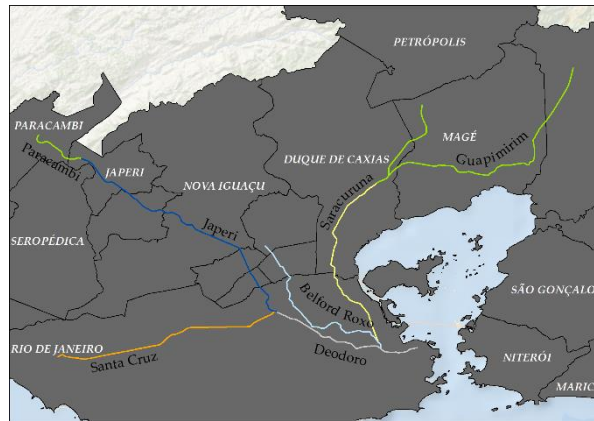 PETRÓPOLIS
PARACAMBI
MAGÉ
Guapimirim
Paracambi
JAPERI
DUQUE DE CAXIAS
NOVA IGUAÇU
Saracuruna
Japeri
SEROPÉDICA
SÃO GONÇALO
Belford Roxo
RIO DE JANEIRO
Santa Cruz
Deodoro
NITERÓI
MARIC